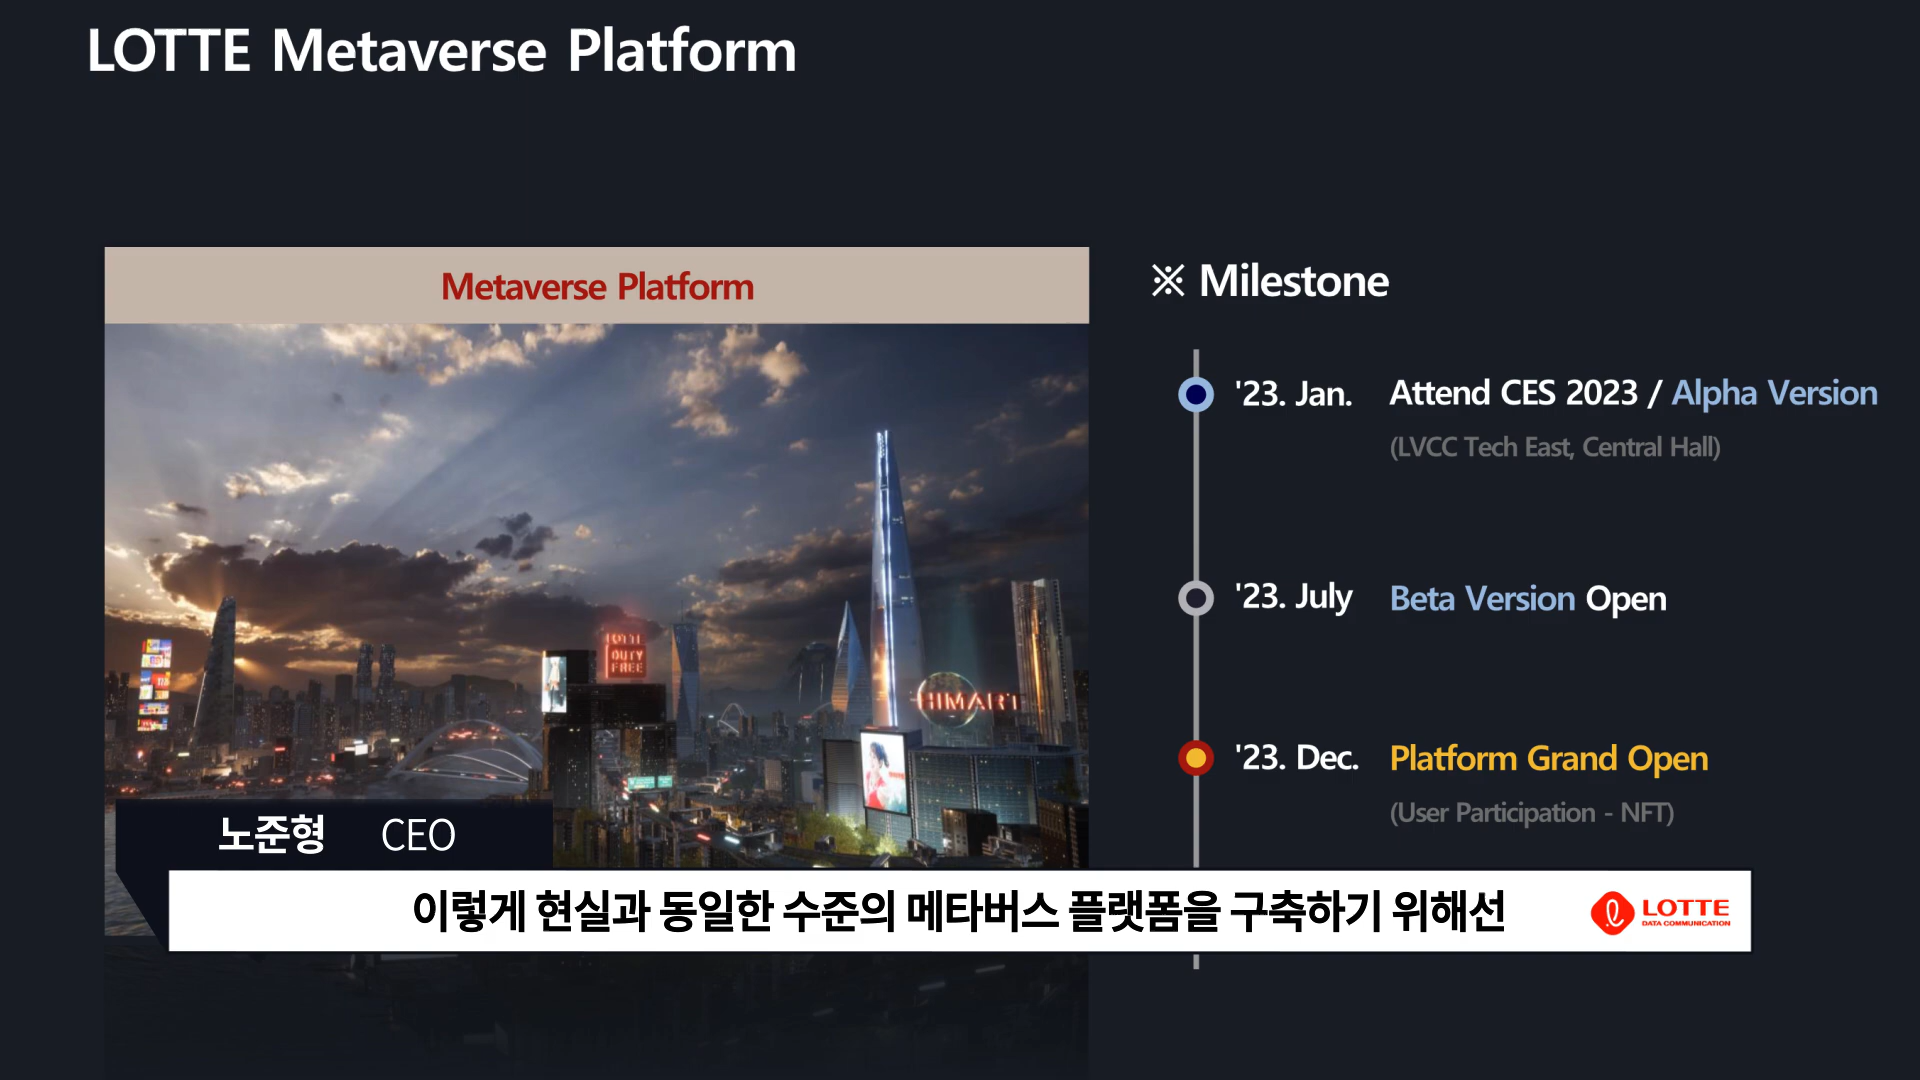 LOTTE Metaverse Platform
Metaverse Platform
※ Milestone
'23. Jan. Attend CES 2023 / Alpha Version
(LVCC Tech East, Central Hall)
'23. July Beta Version Open
'23. Dec. Platform Grand Open
(User Participation - NFT)
LOTTE
DUTY
FREE
HIMART
노준형 CEO
이렇게 현실과 동일한 수준의 메타버스 플랫폼을 구축하기 위해선
LOTTE
DATA COMMUNICATION